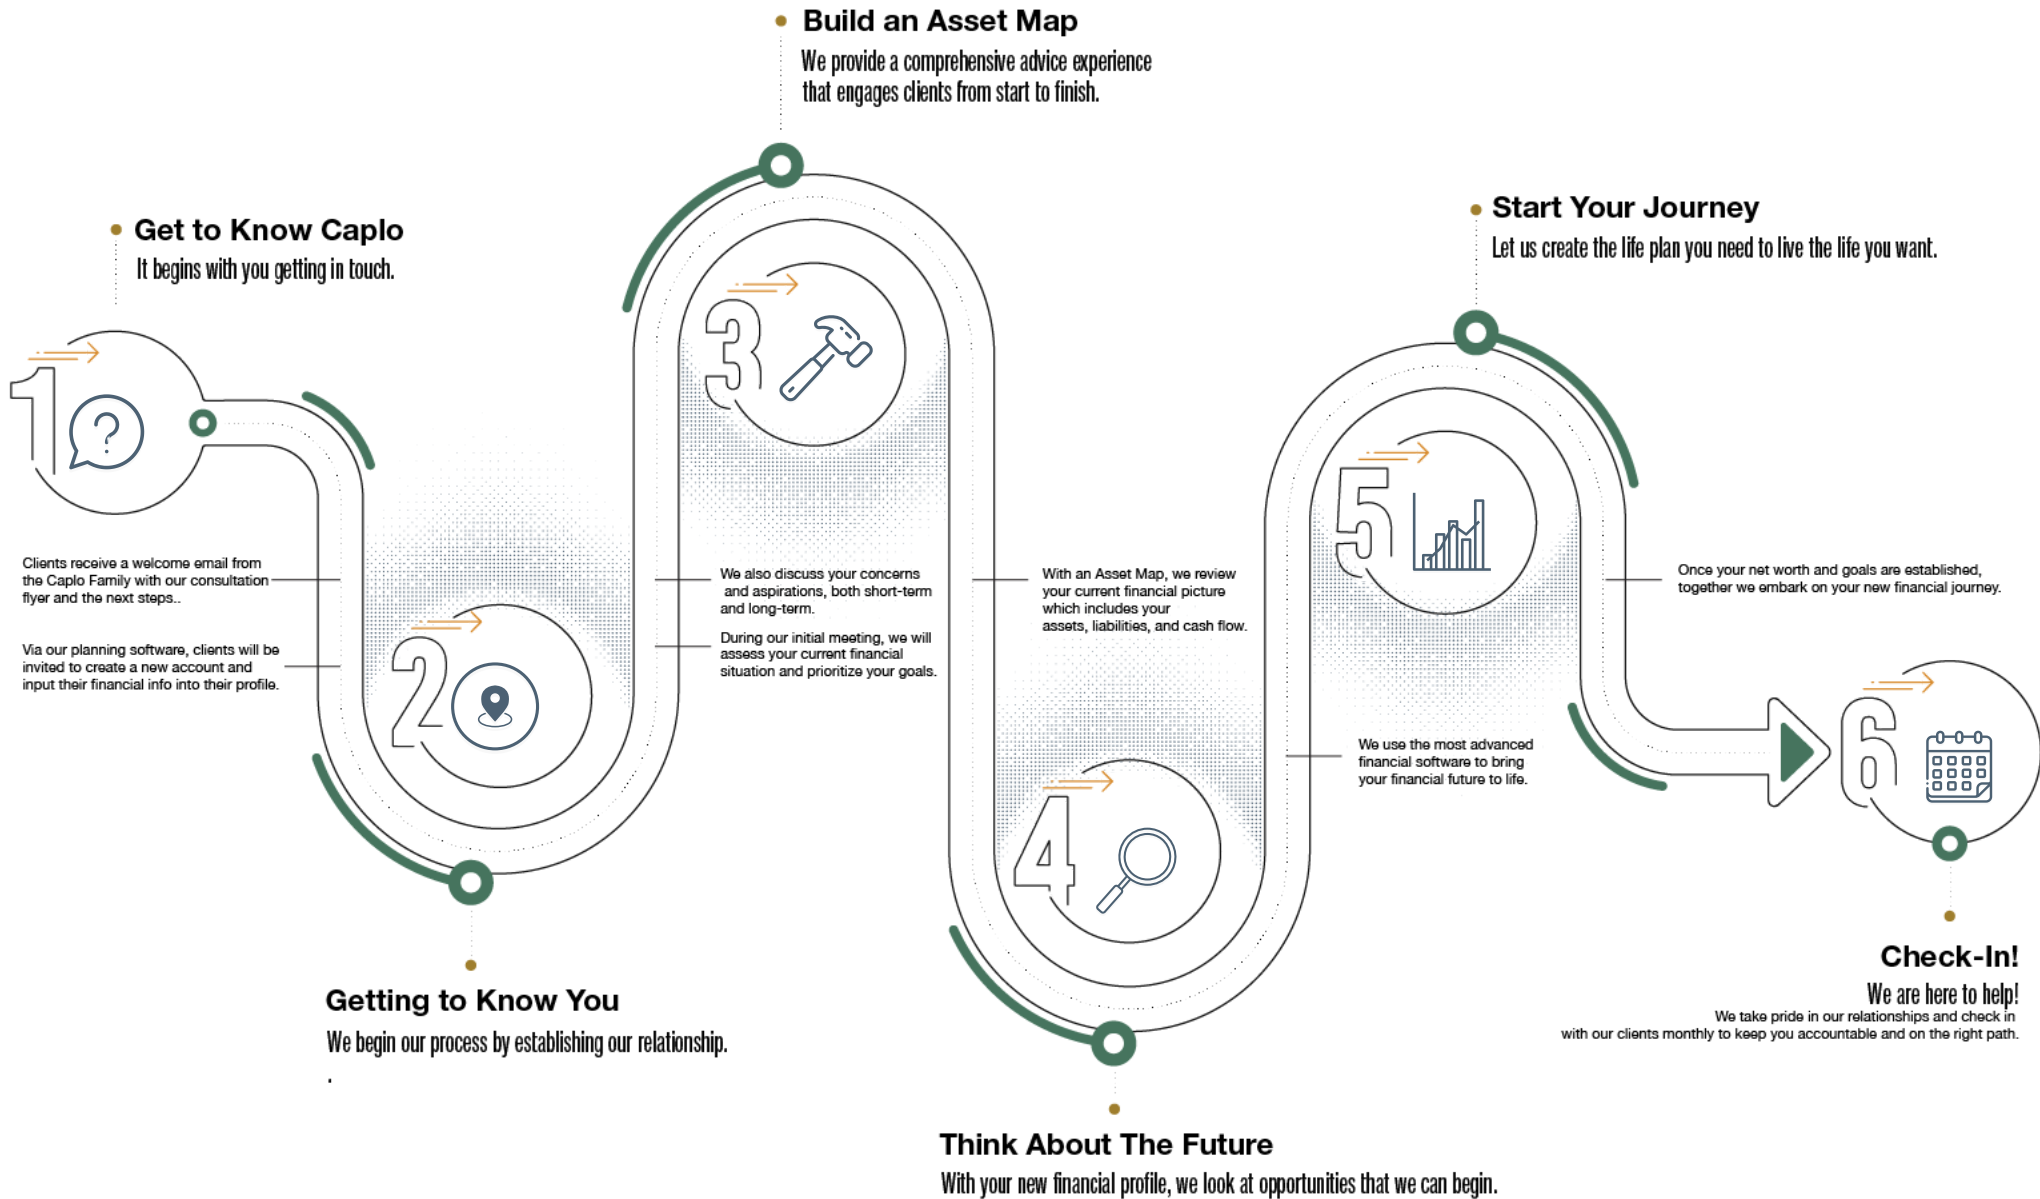 1
Get to Know Caplo
It begins with you getting in touch.
?
Clients receive a welcome email from
the Caplo Family with our consultation
flyer and the next steps..
Via our planning software, clients will be
invited to create a new account and
input their financial info into their profile.
2
Getting to Know You
We begin our process by establishing our relationship.
.
3
Build an Asset Map
We provide a comprehensive advice experience
that engages clients from start to finish.
We also discuss your concerns
and aspirations, both short-term
and long-term.
During our initial meeting, we will
assess your current financial
situation and prioritize your goals.
4
Think About The Future
With your new financial profile, we look at opportunities that we can begin.
With an Asset Map, we review
your current financial picture
which includes your
assets, liabilities, and cash flow.
5
Start Your Journey
Let us create the life plan you need to live the life you want.
We use the most advanced
financial software to bring
your financial future to life.
Once your net worth and goals are established,
together we embark on your new financial journey.
6
Check-In!
We are here to help!
We take pride in our relationships and check in
with our clients monthly to keep you accountable and on the right path.